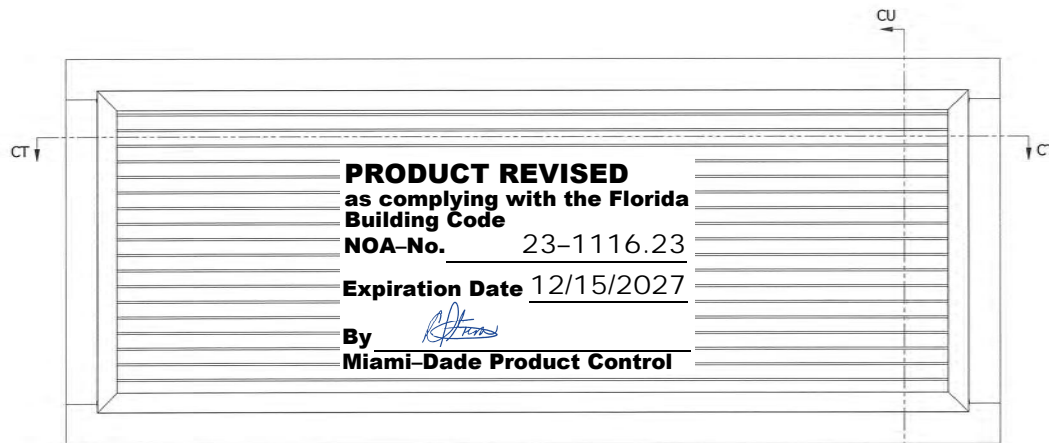 CU
CT
CT
PRODUCT REVISED
as complying with the Florida
Building Code
NOA–No. 23–1116.23
Expiration Date 12/15/2027
By
Miami–Dade Product Control